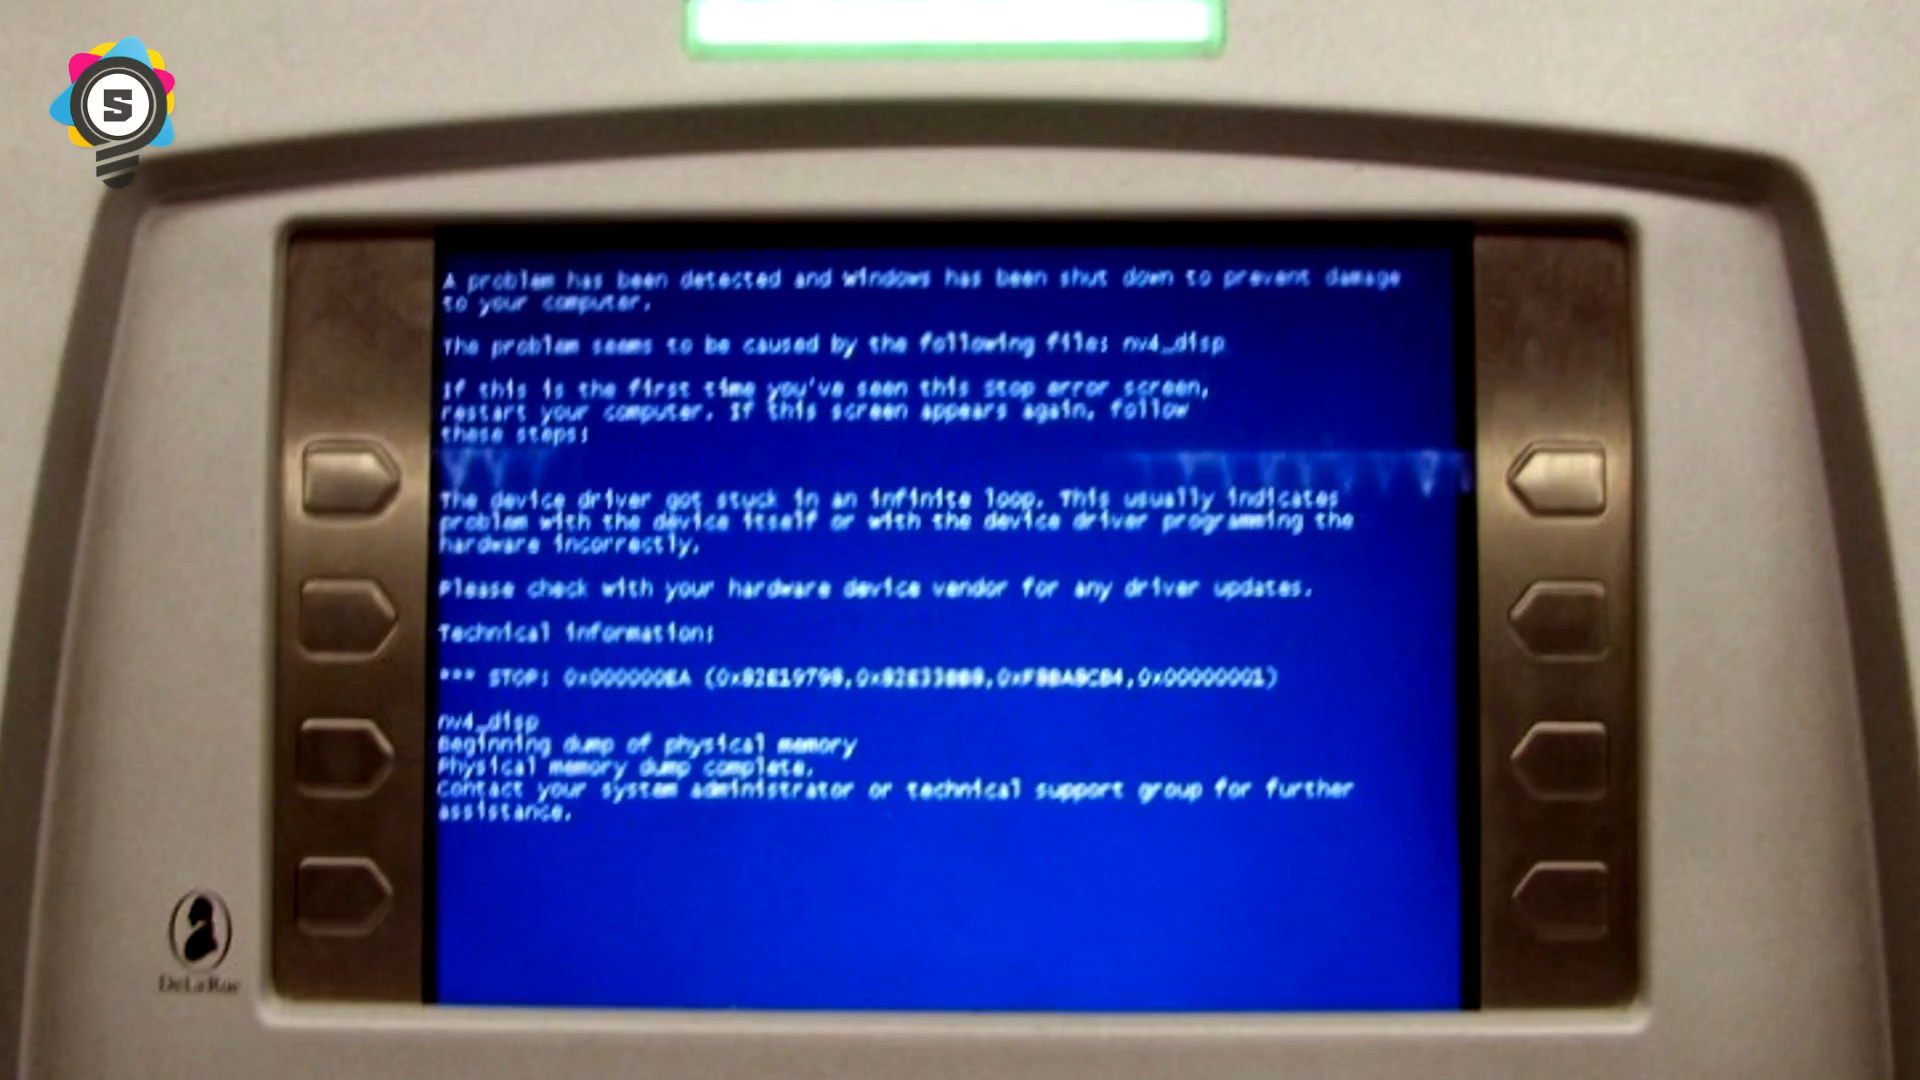 S
A problem has been detected and windows has been shut down to prevent damage
to your computer.
The problem seems to be caused by the following file: nv4_disp
If this is the first time you've seen this Stop error screen,
restart your computer. If this screen appears again, follow
these steps:
The device driver got stuck in an infinite loop. This usually indicates
problem with the device itself or with the device driver programming the
hardware incorrectly.
Please check with your hardware device vendor for any driver updates.
Technical information:
*** STOP: 0x000000EA (0x00000001)
nv4_disp
Beginning dump of physical memory
Physical memory dump complete.
Contact your system administrator or technical support group for further
assistance.
DeLaRue